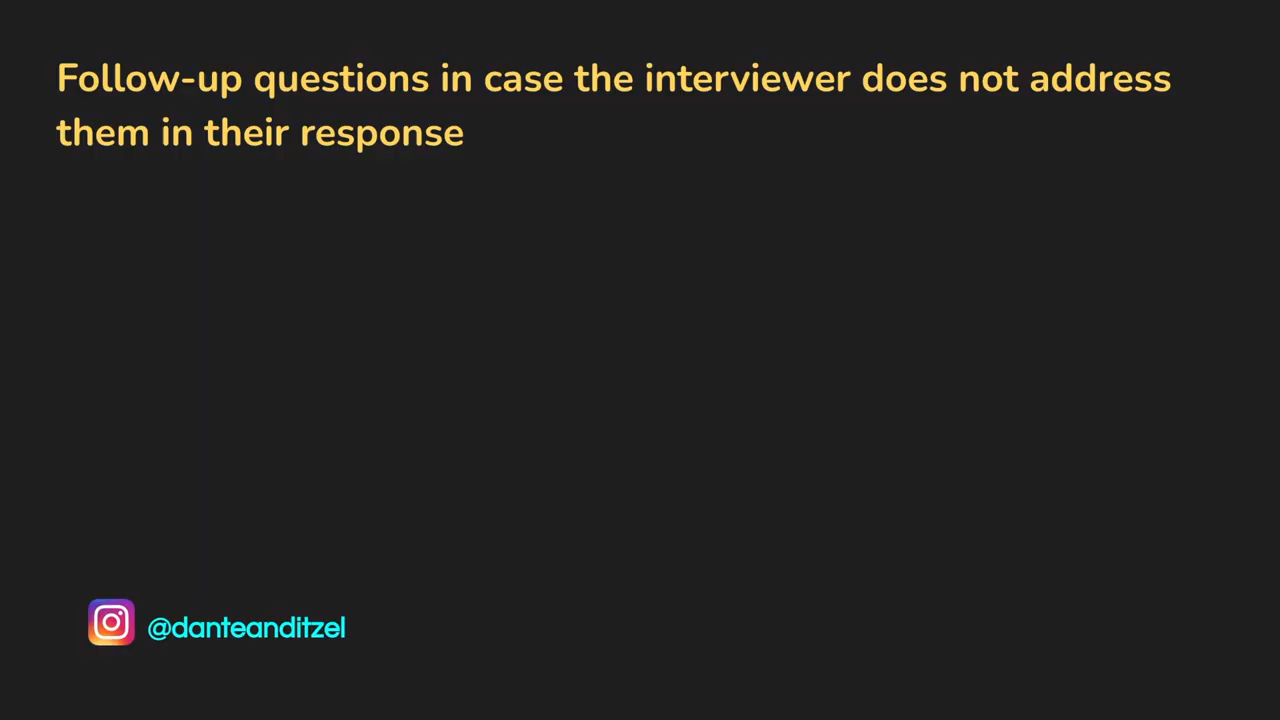 Follow-up questions in case the interviewer does not address
them in their response
@danteanditzel